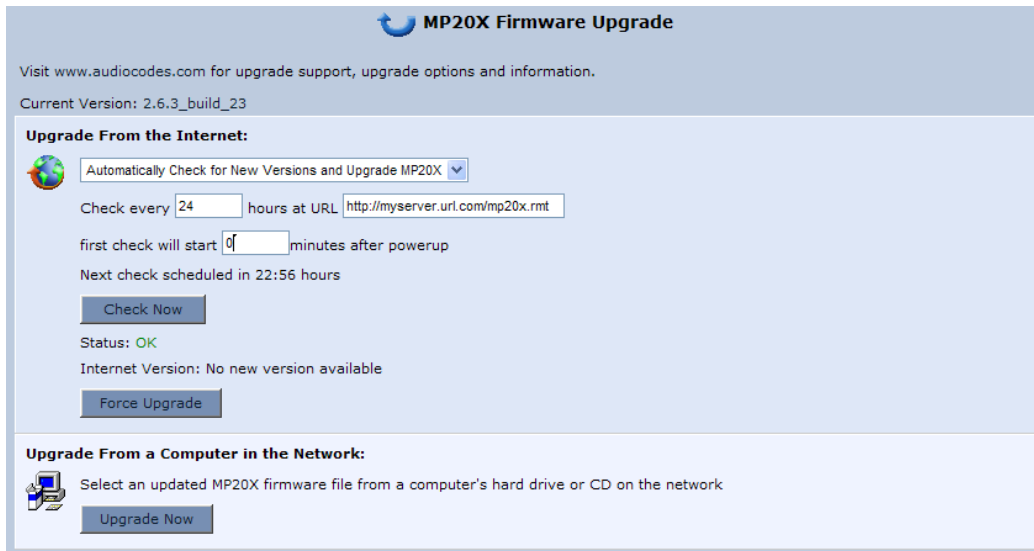 MP20X Firmware Upgrade
Visit www.audiocodes.com for upgrade support, upgrade options and information.
Current Version: 2.6.3_build_23
Upgrade From the Internet:
Automatically Check for New Versions and Upgrade MP20X
Check every 24 hours at URL http://myserver.url.com/mp20x.rmt
first check will start 0 minutes after powerup
Next check scheduled in 22:56 hours
Check Now
Status: OK
Internet Version: No new version available
Force Upgrade
Upgrade From a Computer in the Network:
Select an updated MP20X firmware file from a computer's hard drive or CD on the network
Upgrade Now